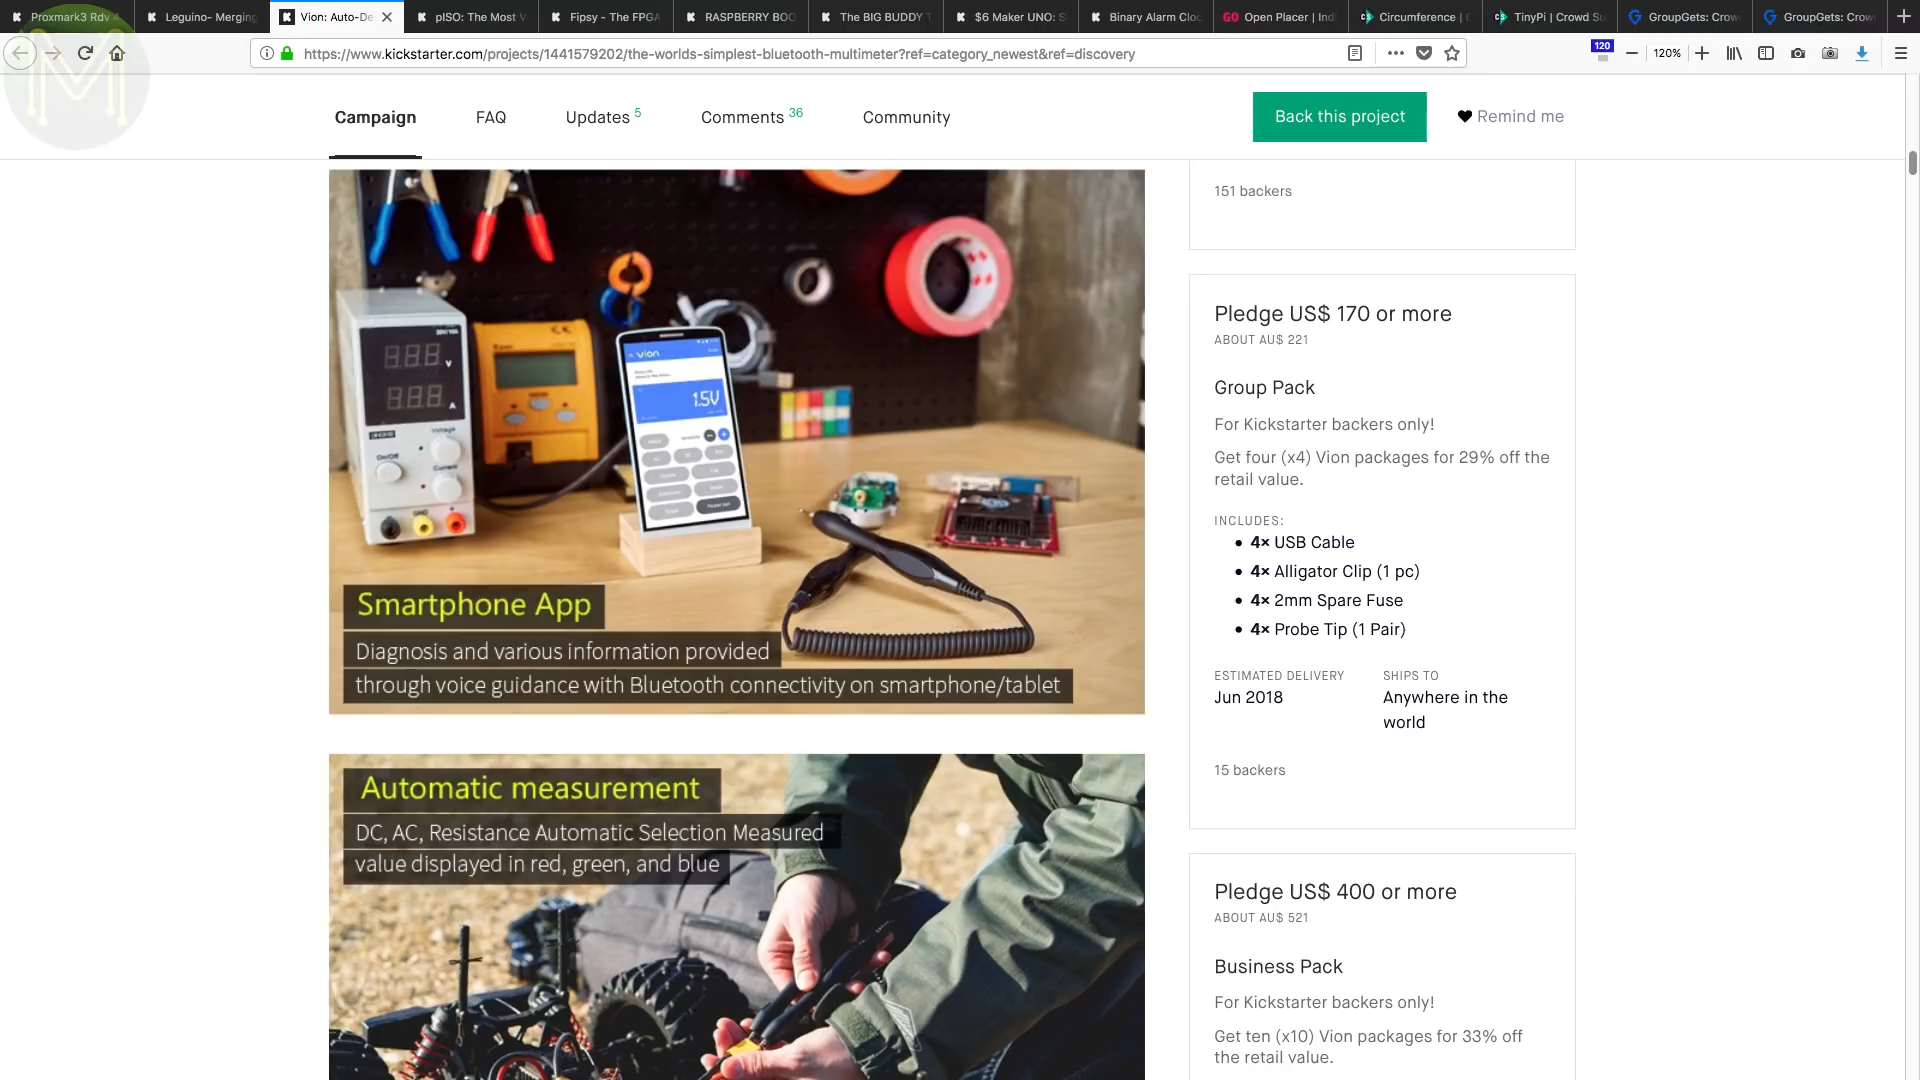 Proxmark3 Rdv 4
Leguino- Merging
Vion: Auto-De
pISO: The Most V
Fipsy - The FPGA
RASPBERRY BOO
The BIG BUDDY
$6 Maker UNO: S
Binary Alarm Cloc
GO Open Placer | Indi
Circumference | C
TinyPi | Crowd Su
GroupGets: Crow
GroupGets: Crow
https://www.kickstarter.com/projects/1441579202/the-worlds-simplest-bluetooth-multimeter?ref=category_newest&ref=discovery
120
120%
M
Campaign
FAQ
Updates 5
Comments 36
Community
Back this project
Remind me
vion
1.5V
Smartphone App
Diagnosis and various information provided
through voice guidance with Bluetooth connectivity on smartphone/tablet
Automatic measurement
DC, AC, Resistance Automatic Selection Measured
value displayed in red, green, and blue
151 backers
Pledge US$ 170 or more
ABOUT AU$ 221
Group Pack
For Kickstarter backers only!
Get four (x4) Vion packages for 29% off the
retail value.
INCLUDES:
• 4× USB Cable
• 4× Alligator Clip (1 pc)
• 4× 2mm Spare Fuse
• 4× Probe Tip (1 Pair)
ESTIMATED DELIVERY
Jun 2018
SHIPS TO
Anywhere in the
world
15 backers
Pledge US$ 400 or more
ABOUT AU$ 521
Business Pack
For Kickstarter backers only!
Get ten (x10) Vion packages for 33% off
the retail value.